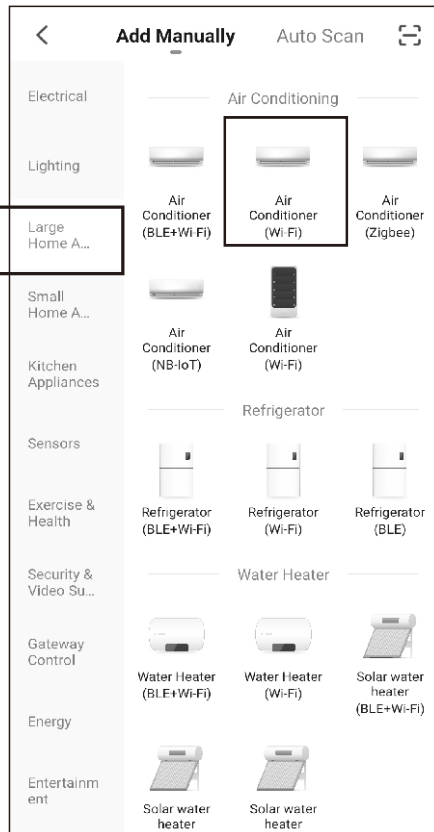 Add Manually
Auto Scan
Electrical
Lighting
Large
Home A...
Small
Home A...
Kitchen
Appliances
Sensors
Exercise &
Health
Security &
Video Su...
Gateway
Control
Energy
Entertainm
ent
Air Conditioning
Air
Conditioner
(BLE+Wi-Fi)
Air
Conditioner
(Wi-Fi)
Air
Conditioner
(Zigbee)
Air
Conditioner
(NB-IoT)
Air
Conditioner
(Wi-Fi)
Refrigerator
Refrigerator
(BLE+Wi-Fi)
Refrigerator
(Wi-Fi)
Refrigerator
(BLE)
Water Heater
Water Heater
(BLE+Wi-Fi)
Water Heater
(Wi-Fi)
Solar water
heater
(BLE+Wi-Fi)
Solar water
heater
Solar water
heater